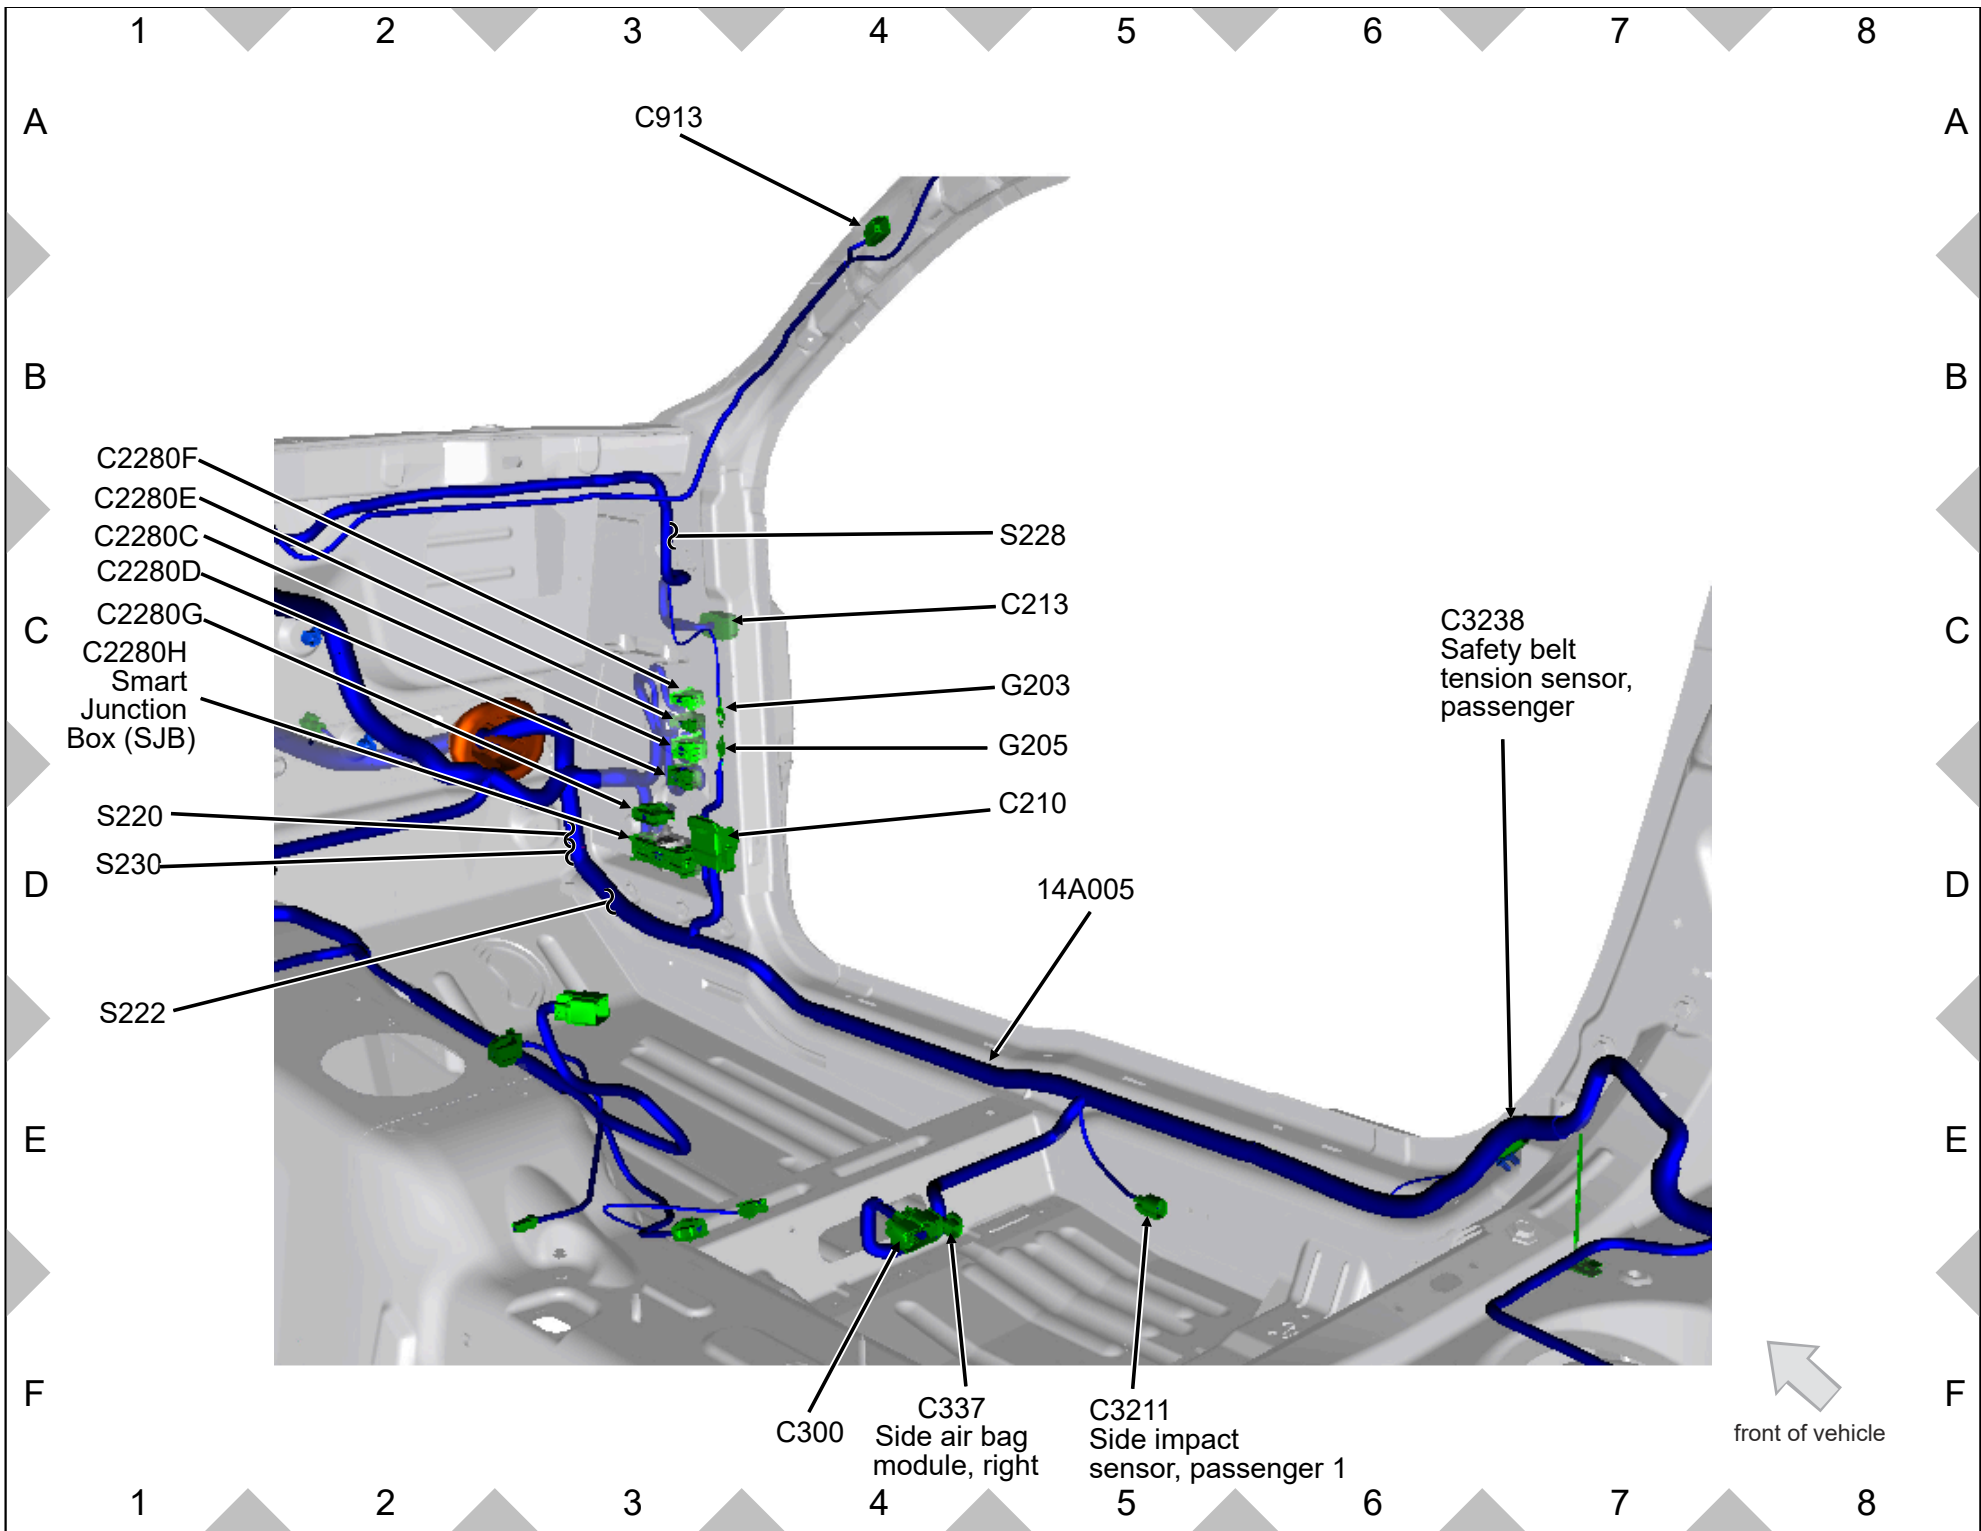 1 2 3 4 5 6 7 8
A A
C913
B B
C2280F
C2280E
C2280C
C2280D
C2280G
C2280H
Smart
Junction
Box (SJB)
S228
C213
C C
G203
G205
C210
C3238
Safety belt
tension sensor,
passenger
S220
S230
D D
14A005
S222
E E
F F
C300
C337
Side air bag
module, right
C3211
Side impact
sensor, passenger 1
front of vehicle
1 2 3 4 5 6 7 8